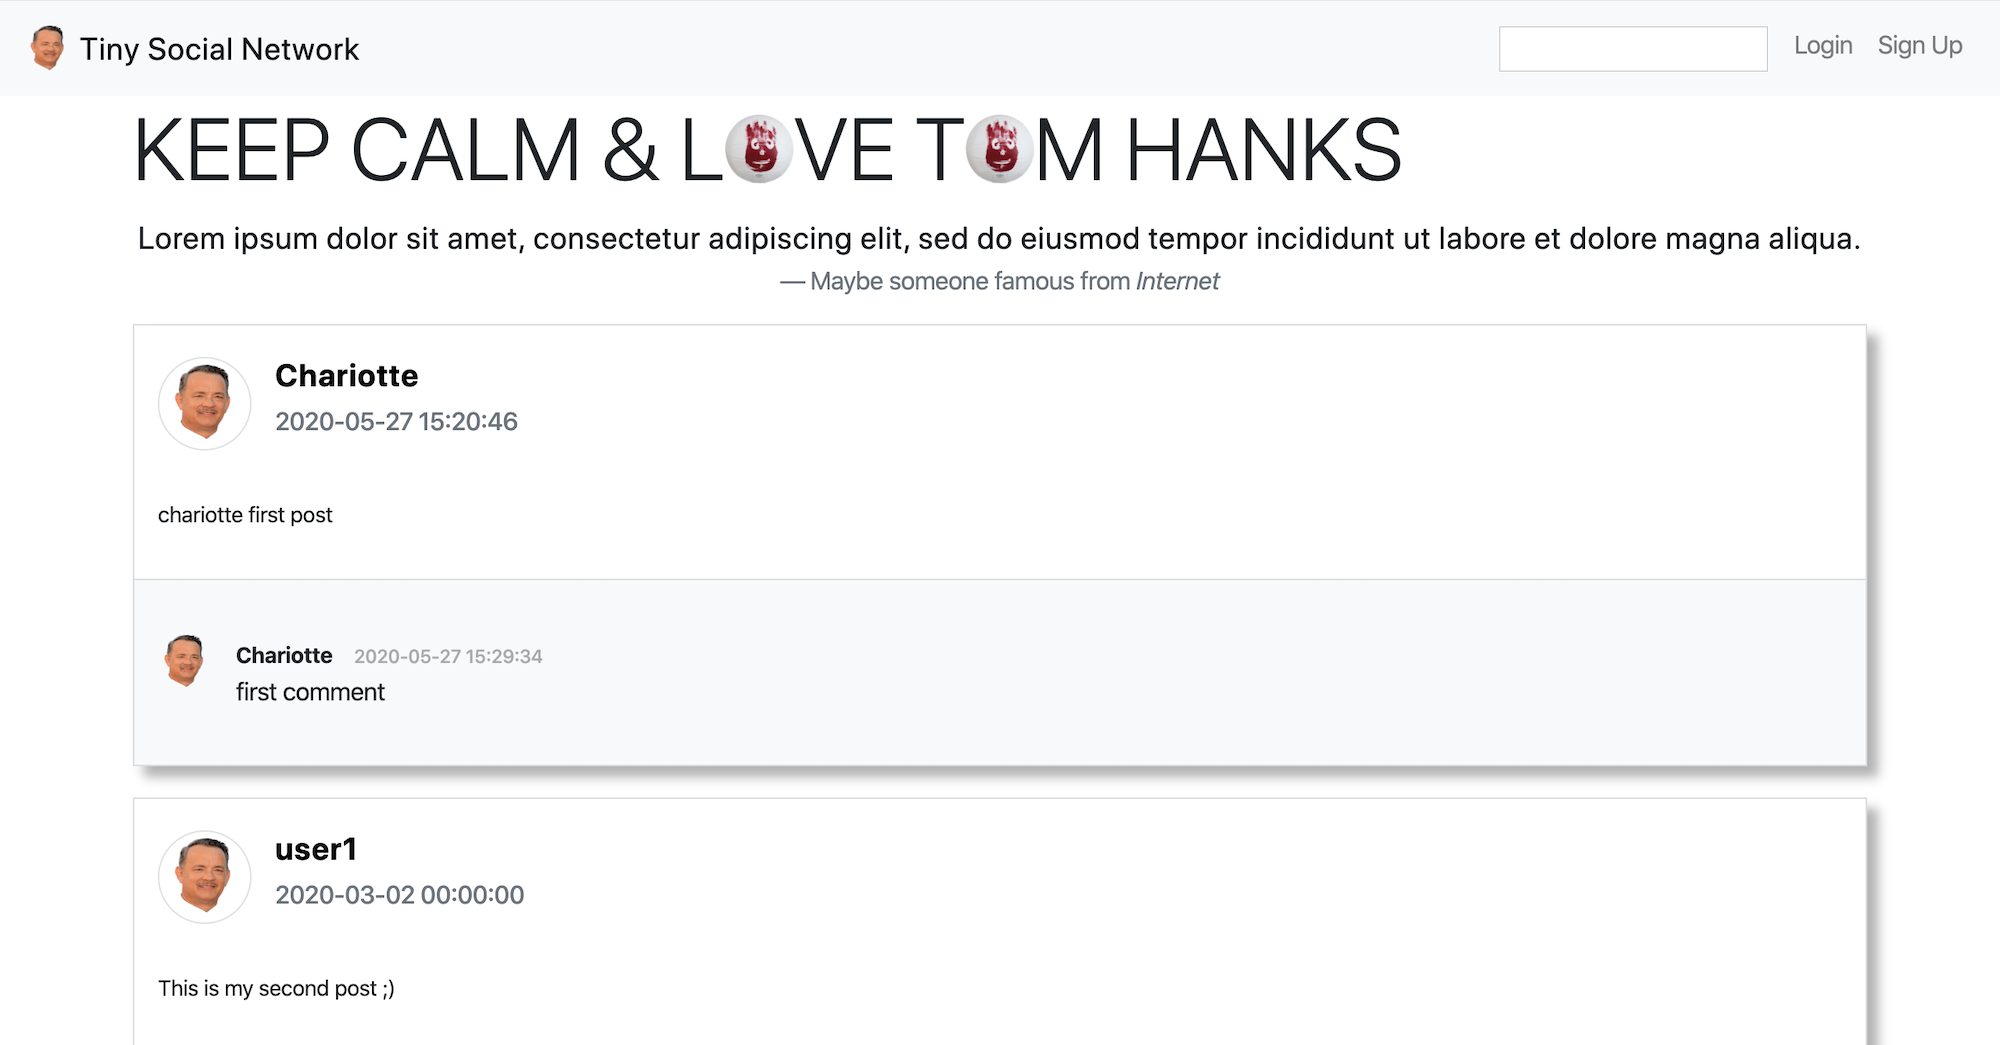 Tiny Social Network
Login Sign Up
KEEP CALM & LOVE TOM HANKS
Lorem ipsum dolor sit amet, consectetur adipiscing elit, sed do eiusmod tempor incididunt ut labore et dolore magna aliqua.
— Maybe someone famous from Internet
Chariotte
2020-05-27 15:20:46
chariotte first post
Chariotte 2020-05-27 15:29:34
first comment
user1
2020-03-02 00:00:00
This is my second post ;)